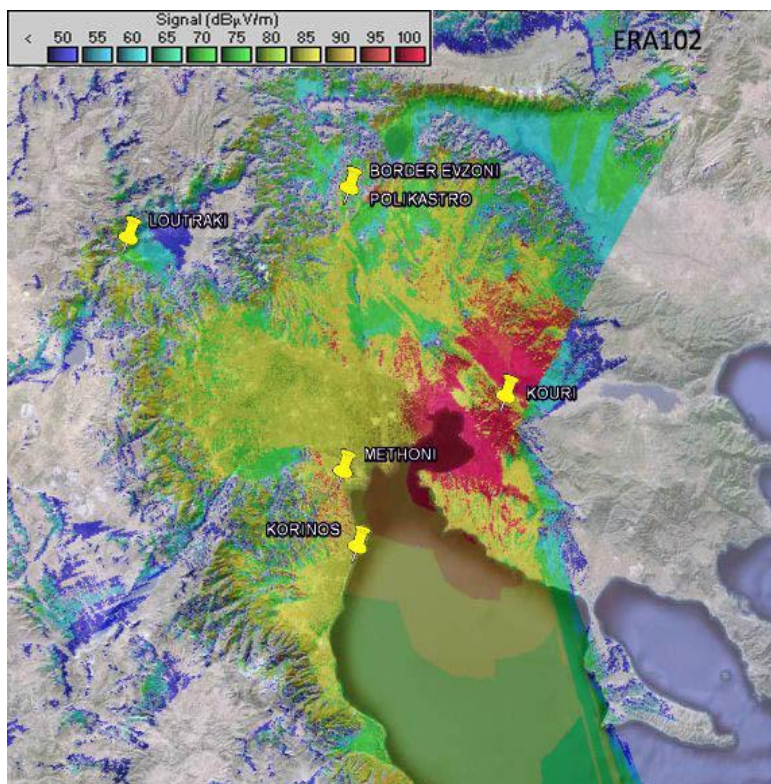 Signal (dBμV/m)
< 50 55 60 65 70 75 80 85 90 95 100
ERA102
BORDER EVZONI
POLIKASTRO
LOUTRAKI
KOURI
METHONI
KORINOS